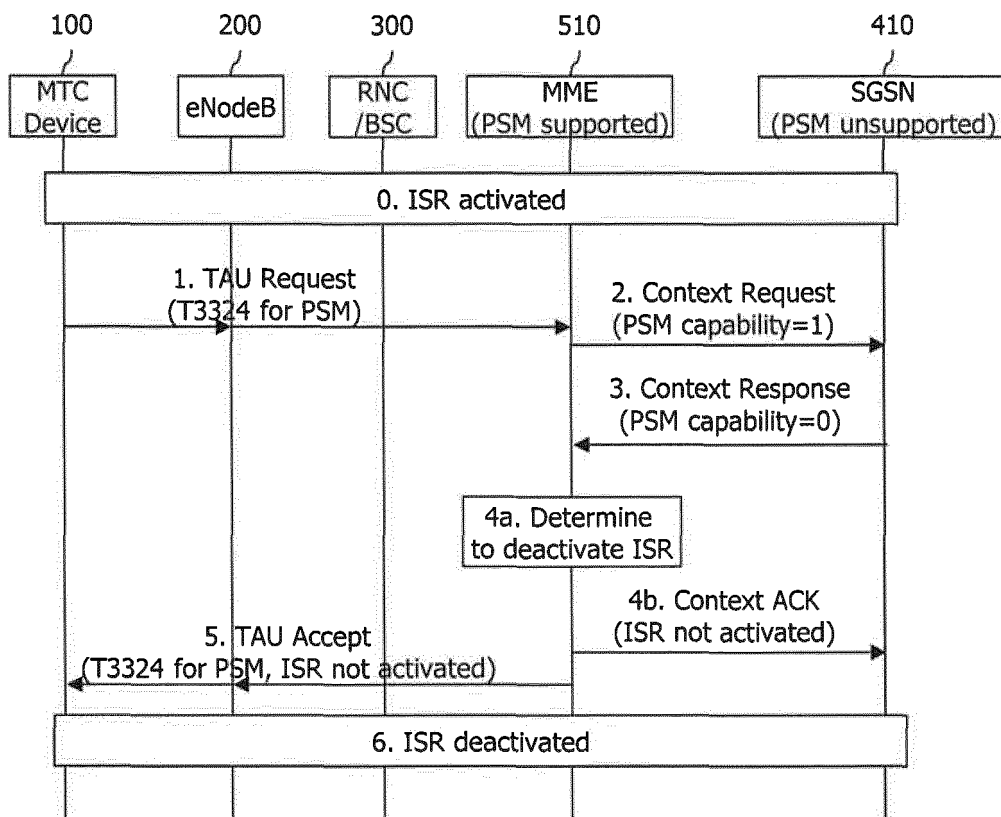 100 200 300 510 410
MTC
Device
eNodeB
RNC
/BSC
MME
(PSM supported)
SGSN
(PSM unsupported)
0. ISR activated
1. TAU Request
(T3324 for PSM)
2. Context Request
(PSM capability=1)
3. Context Response
(PSM capability=0)
4a. Determine
to deactivate ISR
4b. Context ACK
(ISR not activated)
5. TAU Accept
(T3324 for PSM, ISR not activated)
6. ISR deactivated